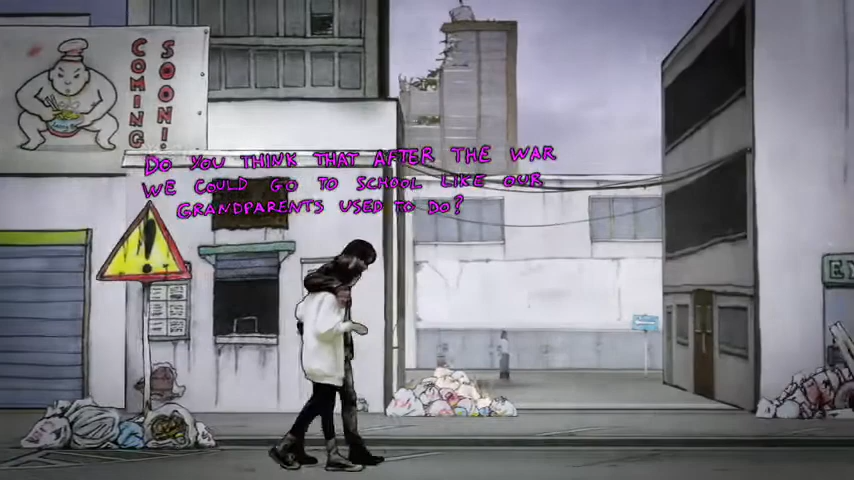 COMING
SOON!
DO YOU THINK THAT AFTER THE WAR
WE COULD GO TO SCHOOL LIKE OUR
GRANDPARENTS USED TO DO?
!